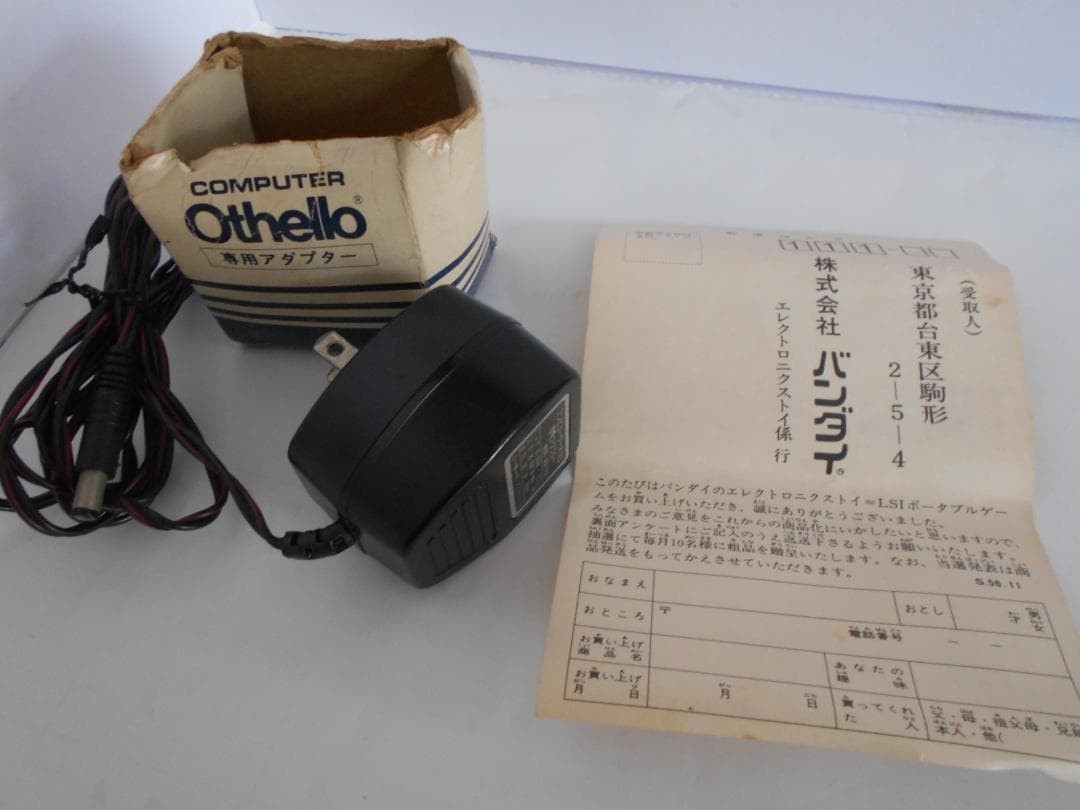 COMPUTER
Othello®
専用アダプター
(受取人)
東京都台東区駒形
2—5—4
株式会社 バンダイ®
エレクトロニクストイ係 行
このたびはバンダイのエレクトロニクストイ=LSIポータブルゲー
ムをお買い上げいただき、誠にありがとうございました。
みなさまのご意見をこれからの商品化にいかしたいと思いますので、
裏面アンケートにご記入のうえ返送下さるようお願いいたします。
抽選にて毎月10名様に粗品を贈呈いたします。なお、当選発表は商
品発送をもってかえさせていただきます。
S.56.11
おなまえ
おとし
才 男 女
おところ 〒
電話番号 — —
お買い上げ
商品名
あなたの
趣味
お買い上げ
月 日
月 日
買ってくれ
た 人
父・母・祖父母・兄
本人・他(